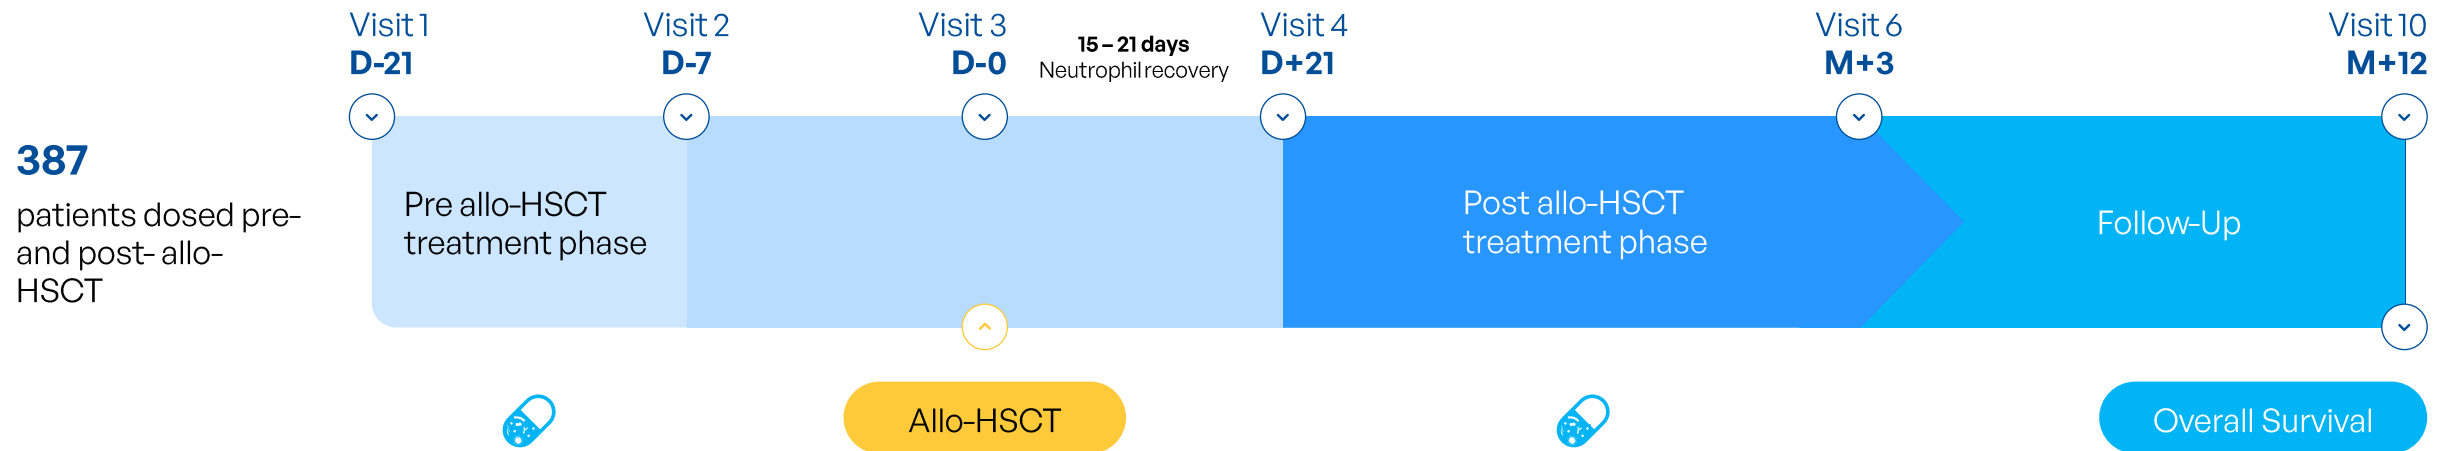 Visit 1
D-21
Visit 2
D-7
Visit 3
D-0
15 – 21 days
Neutrophil recovery
Visit 4
D+21
Visit 6
M+3
Visit 10
M+12
387
patients dosed pre-
and post- allo-
HSCT
Pre allo-HSCT
treatment phase
Post allo-HSCT
treatment phase
Follow-Up
Allo-HSCT
Overall Survival